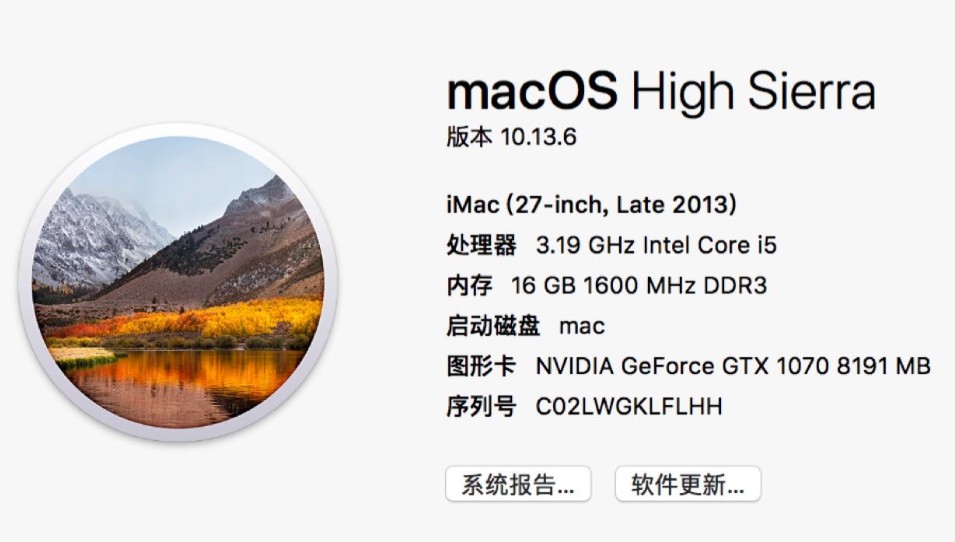 macOS High Sierra
版本 10.13.6
iMac (27-inch, Late 2013)
处理器 3.19 GHz Intel Core i5
内存 16 GB 1600 MHz DDR3
启动磁盘 mac
图形卡 NVIDIA GeForce GTX 1070 8191 MB
序列号 C02LWGKLFLHH
系统报告... 软件更新...